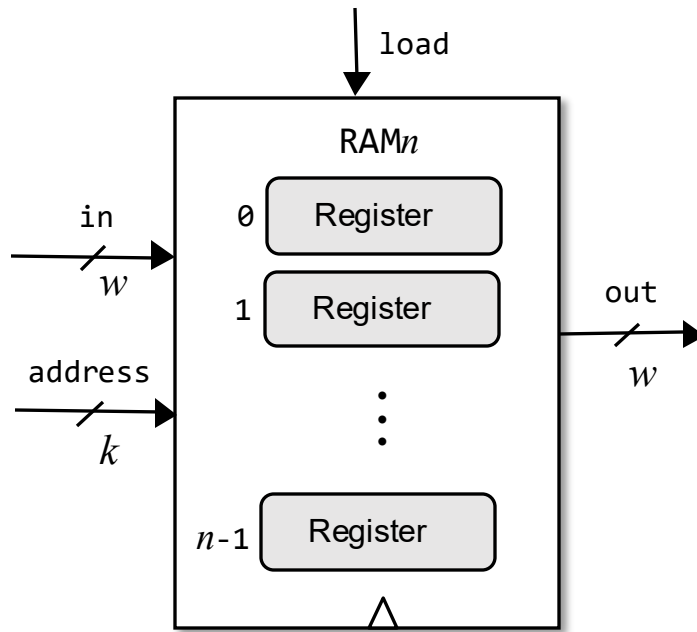 load
RAMn
in
w
0 Register
1 Register
out
w
address
k
n-1 Register